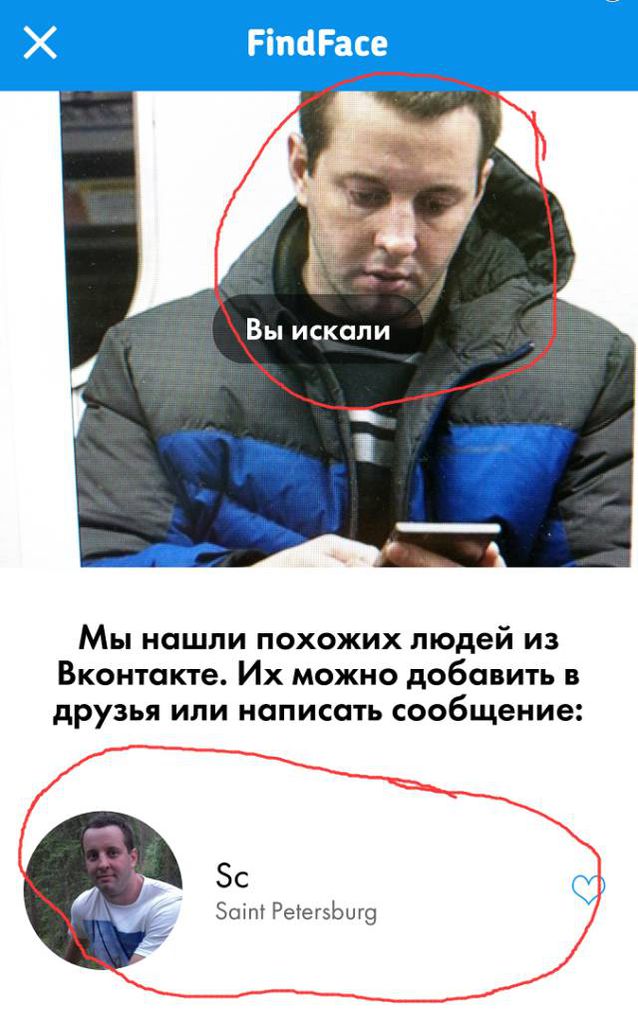 FindFace
Вы искали
Мы нашли похожих людей из
Вконтакте. Их можно добавить в
друзья или написать сообщение:
Sc
Saint Petersburg